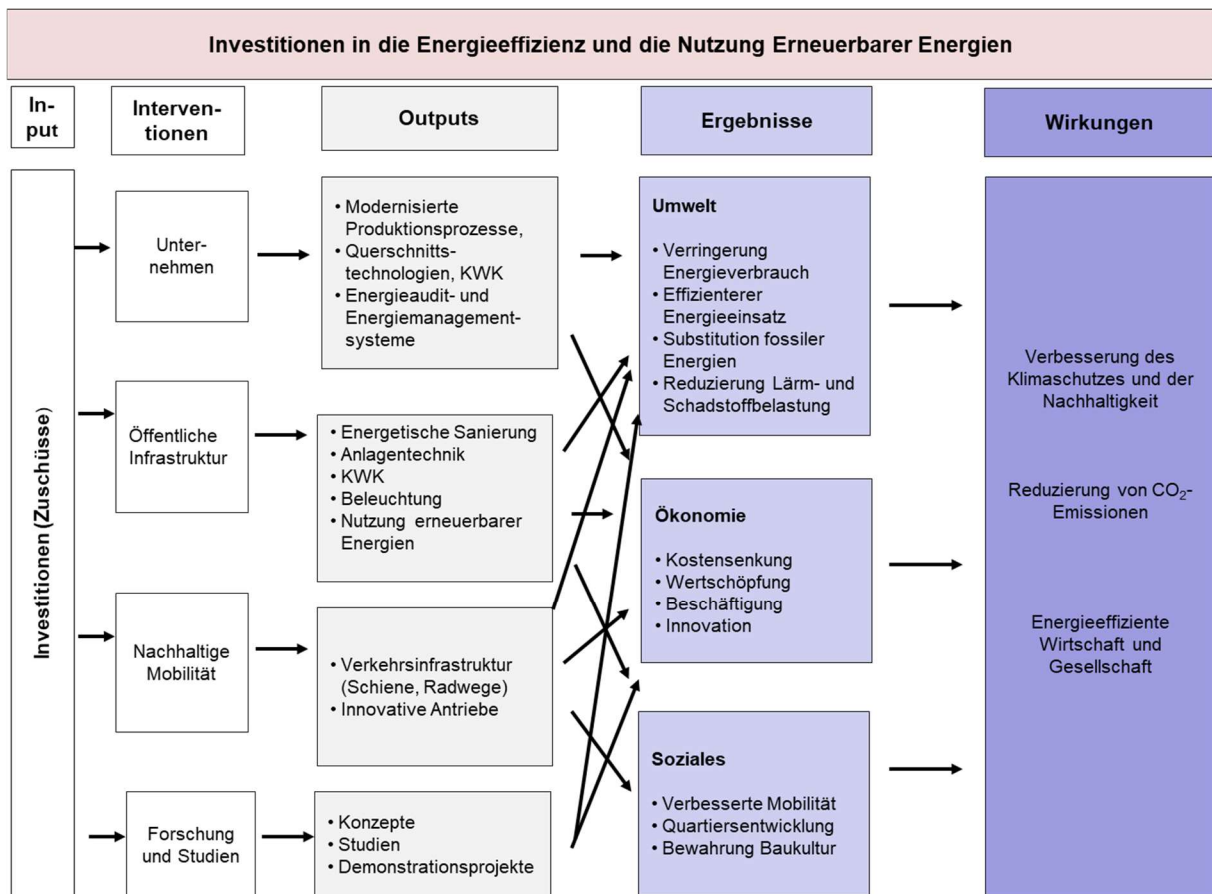 Investitionen in die Energieeffizienz und die Nutzung Erneuerbarer Energien
In-
put
Interven-
tionen
Outputs
Ergebnisse
Wirkungen
Investitionen (Zuschüsse)
Unter-
nehmen
• Modernisierte
Produktionsprozesse,
• Querschnitts-
technologien, KWK
• Energieaudit- und
Energiemanagement-
systeme
Öffentliche
Infrastruktur
• Energetische Sanierung
• Anlagentechnik
• KWK
• Beleuchtung
• Nutzung erneuerbarer
Energien
Nachhaltige
Mobilität
• Verkehrsinfrastruktur
(Schiene, Radwege)
• Innovative Antriebe
Forschung
und Studien
• Konzepte
• Studien
• Demonstrationsprojekte
Umwelt
• Verringerung
Energieverbrauch
• Effizienterer
Energieeinsatz
• Substitution fossiler
Energien
• Reduzierung Lärm- und
Schadstoffbelastung
Ökonomie
• Kostensenkung
• Wertschöpfung
• Beschäftigung
• Innovation
Soziales
• Verbesserte Mobilität
• Quartiersentwicklung
• Bewahrung Baukultur
Verbesserung des
Klimaschutzes und der
Nachhaltigkeit
Reduzierung von CO₂-
Emissionen
Energieeffiziente
Wirtschaft und
Gesellschaft